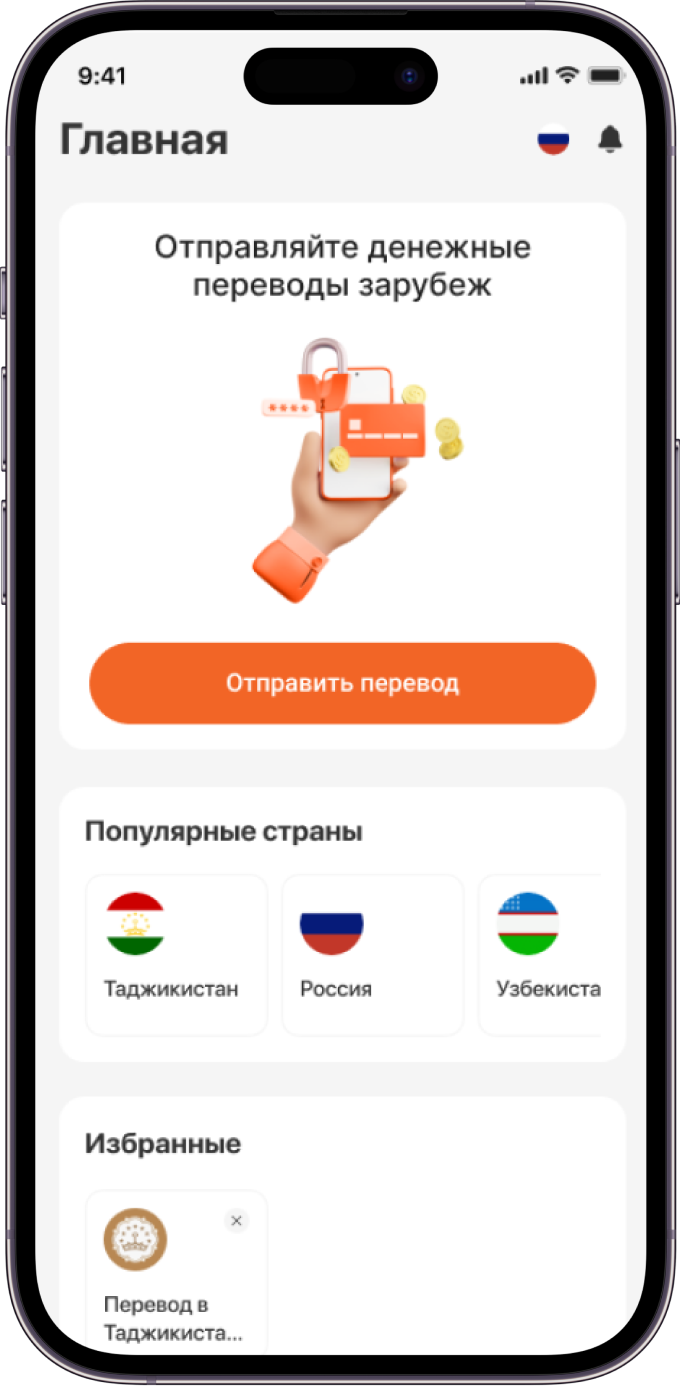 9:41
Главная
Отправляйте денежные
переводы зарубеж
Отправить перевод
Популярные страны
Таджикистан
Россия
Узбекиста
Избранные
Перевод в
Таджикиста...